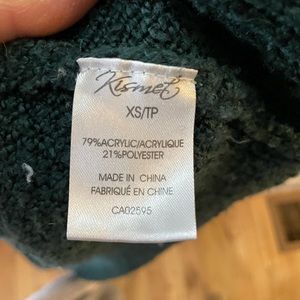 Kismet
XS/TP
79%ACRYLIC/ACRYLIQUE
21%POLYESTER
MADE IN CHINA
FABRIQUÉ EN CHINE
CA02595